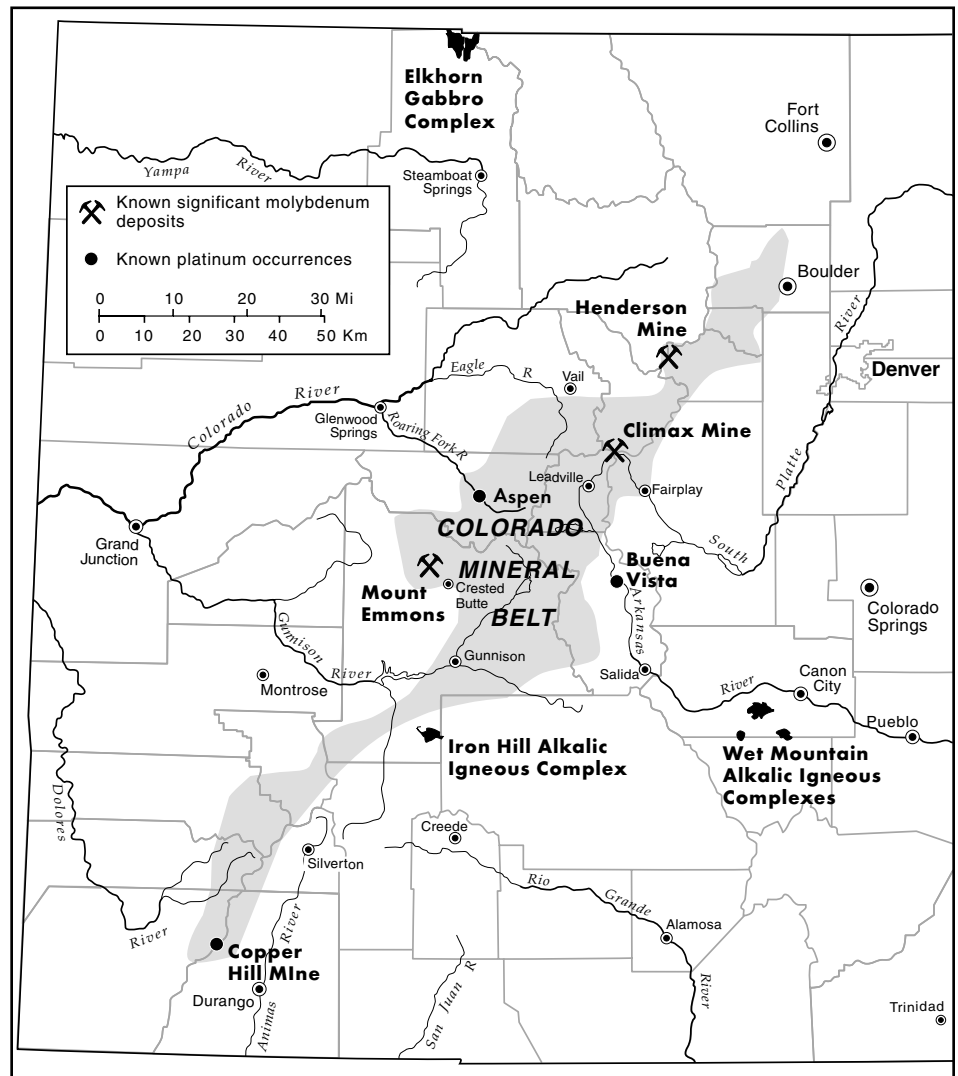 Elkhorn
Gabbro
Complex
Fort
Collins
Yampa
River
Steamboat
Springs
Known significant molybdenum
deposits
Known platinum occurrences
0 10 20 30 Mi
0 10 20 30 40 50 Km
Boulder
Henderson
Mine
River
Denver
Eagle R
Vail
Colorado River
Glenwood
Springs
Roaring Fork R
Climax Mine
Leadville
Fairplay
Platte
Aspen
COLORADO
MINERAL
BELT
South
Grand
Junction
Buena
Vista
Mount
Emmons
Crested
Butte
Arkansas
Colorado
Springs
Gunnison
River
Gunnison
Montrose
Salida
River
Canon
City
Pueblo
Iron Hill Alkalic
Igneous Complex
Wet Mountain
Alkalic Igneous
Complexes
Dolores
River
Creede
Silverton
Rio
Grande
River
Alamosa
River
Copper
Hill MIne
Durango
Animas
San Juan R
Trinidad